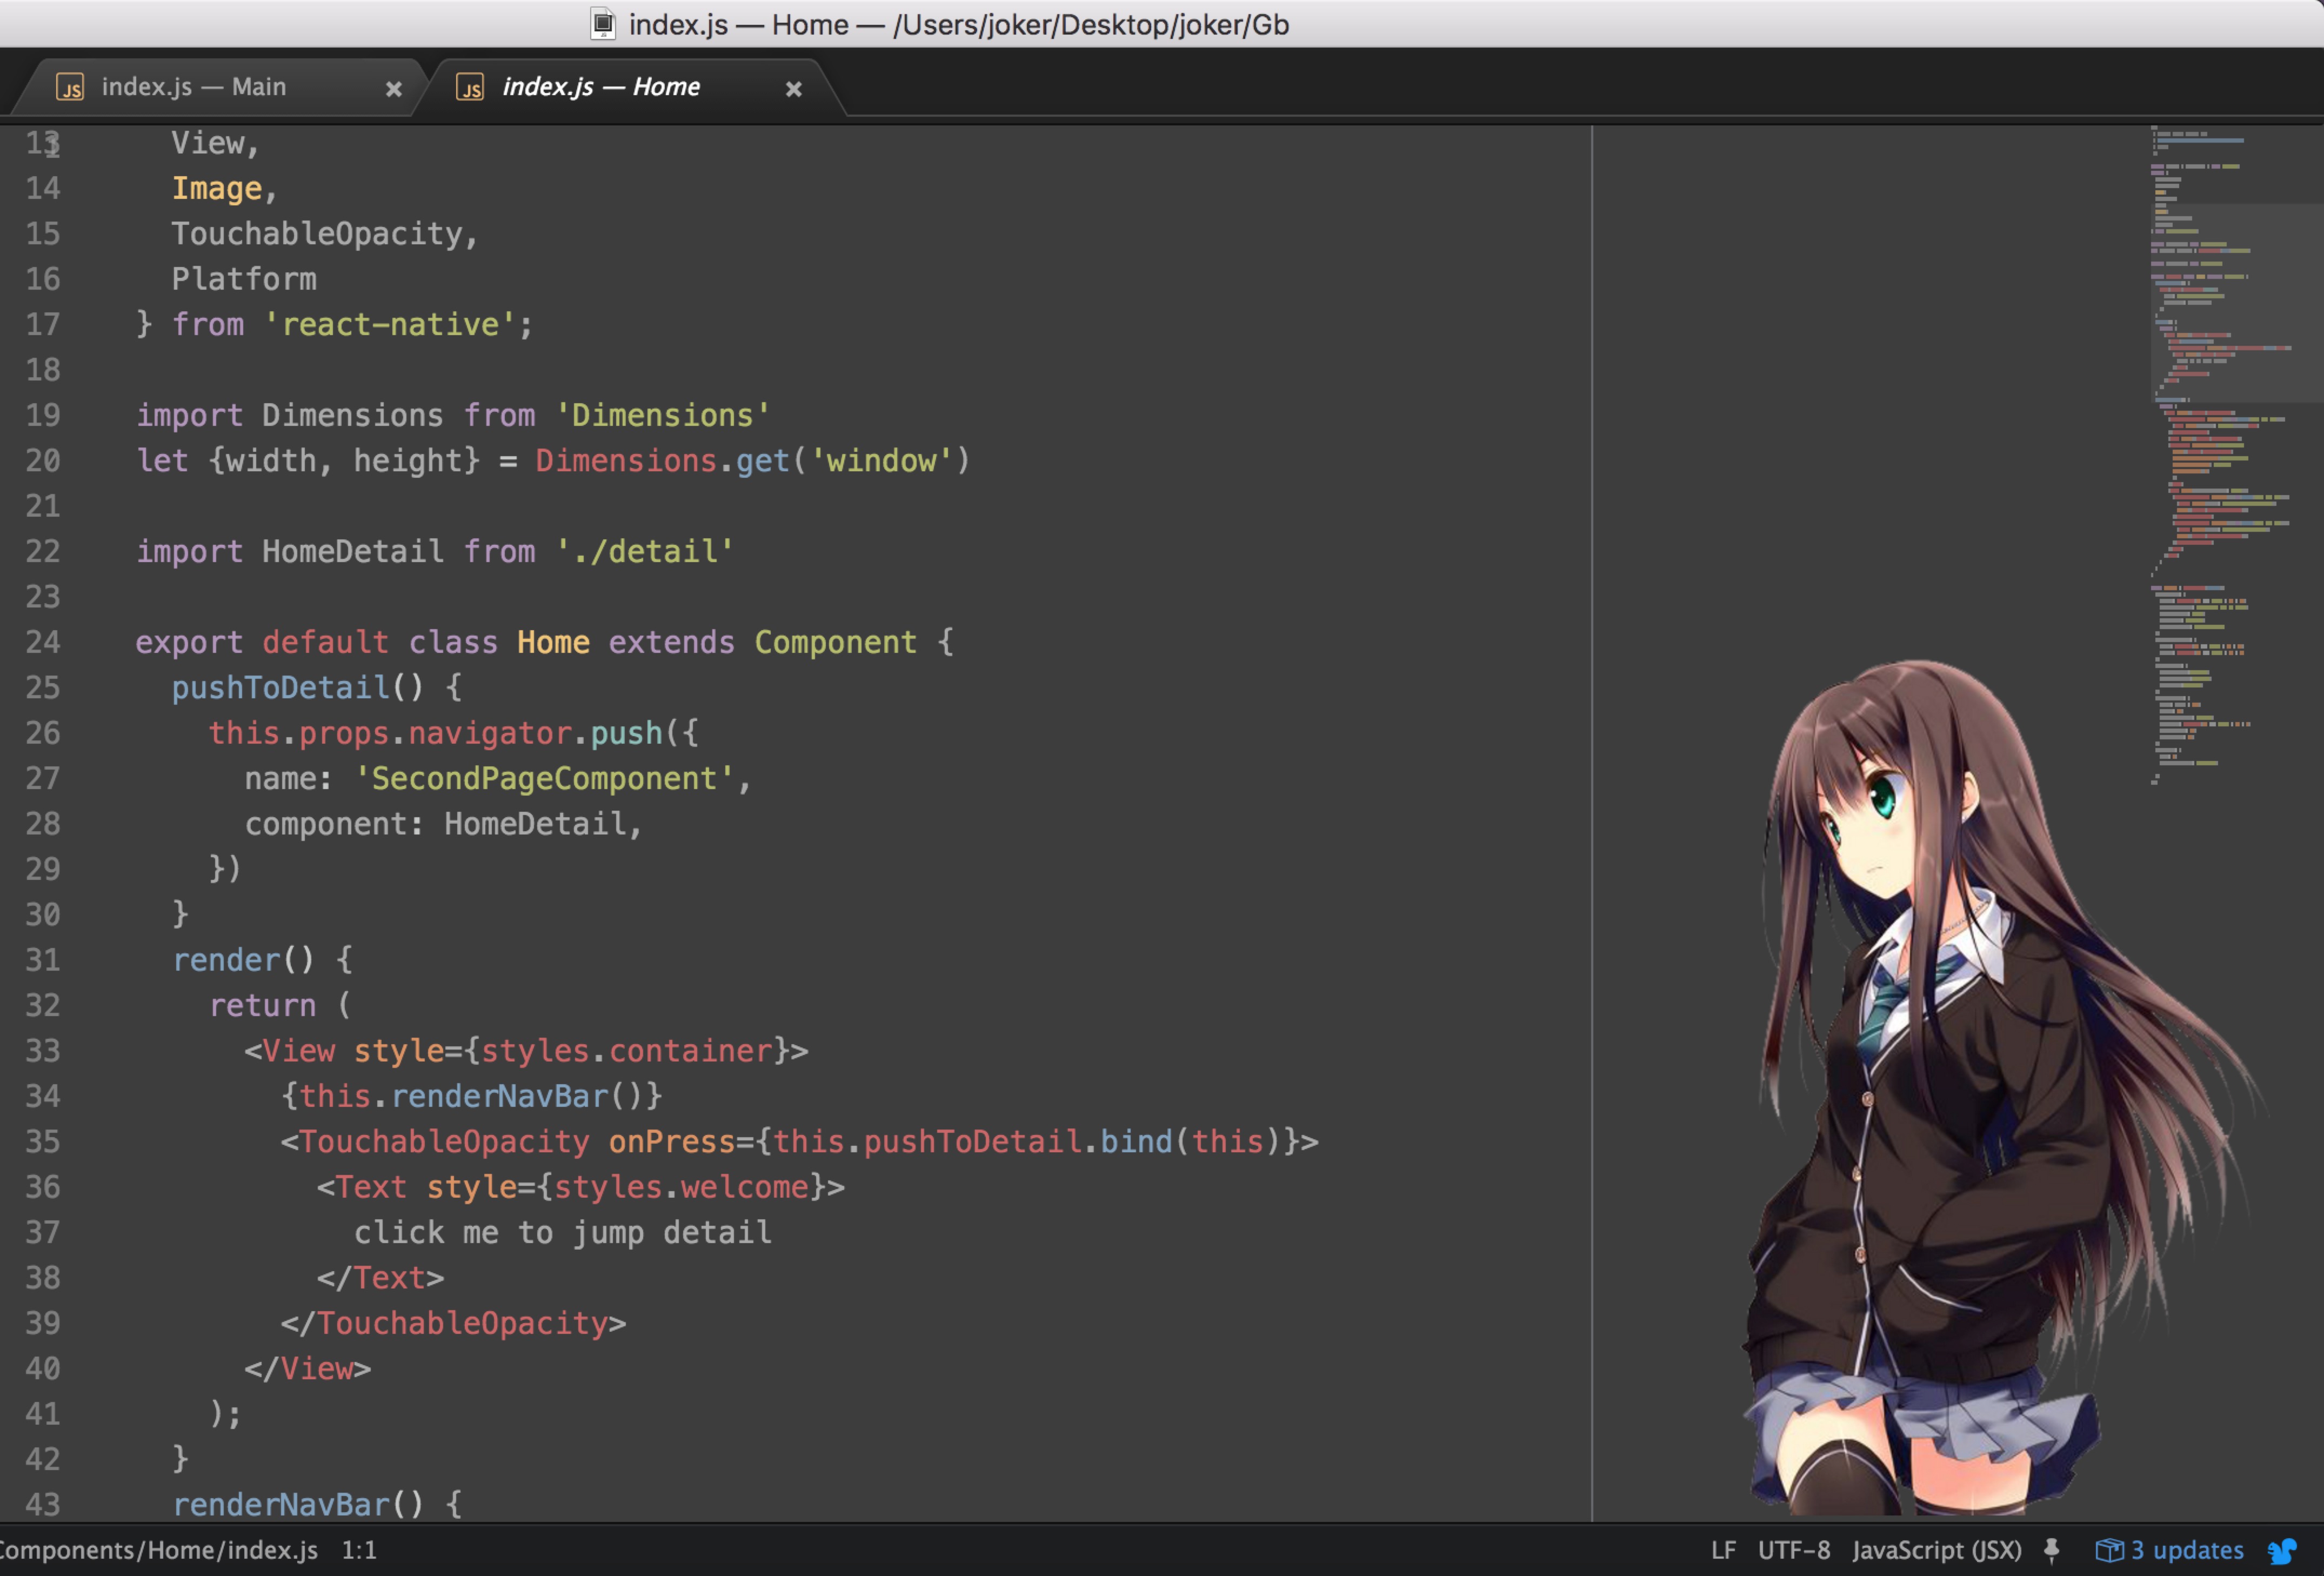 index.js — Home — /Users/joker/Desktop/joker/Gb
JS index.js — Main × JS index.js — Home ×
13 View,
14 Image,
15 TouchableOpacity,
16 Platform
17 } from 'react-native';
18
19 import Dimensions from 'Dimensions'
20 let {width, height} = Dimensions.get('window')
21
22 import HomeDetail from './detail'
23
24 export default class Home extends Component {
25 pushToDetail() {
26 this.props.navigator.push({
27 name: 'SecondPageComponent',
28 component: HomeDetail,
29 })
30 }
31 render() {
32 return (
33 <View style={styles.container}>
34 {this.renderNavBar()}
35 <TouchableOpacity onPress={this.pushToDetail.bind(this)}>
36 <Text style={styles.welcome}>
37 click me to jump detail
38 </Text>
39 </TouchableOpacity>
40 </View>
41 );
42 }
43 renderNavBar() {
Components/Home/index.js 1:1 LF UTF-8 JavaScript (JSX) 3 updates